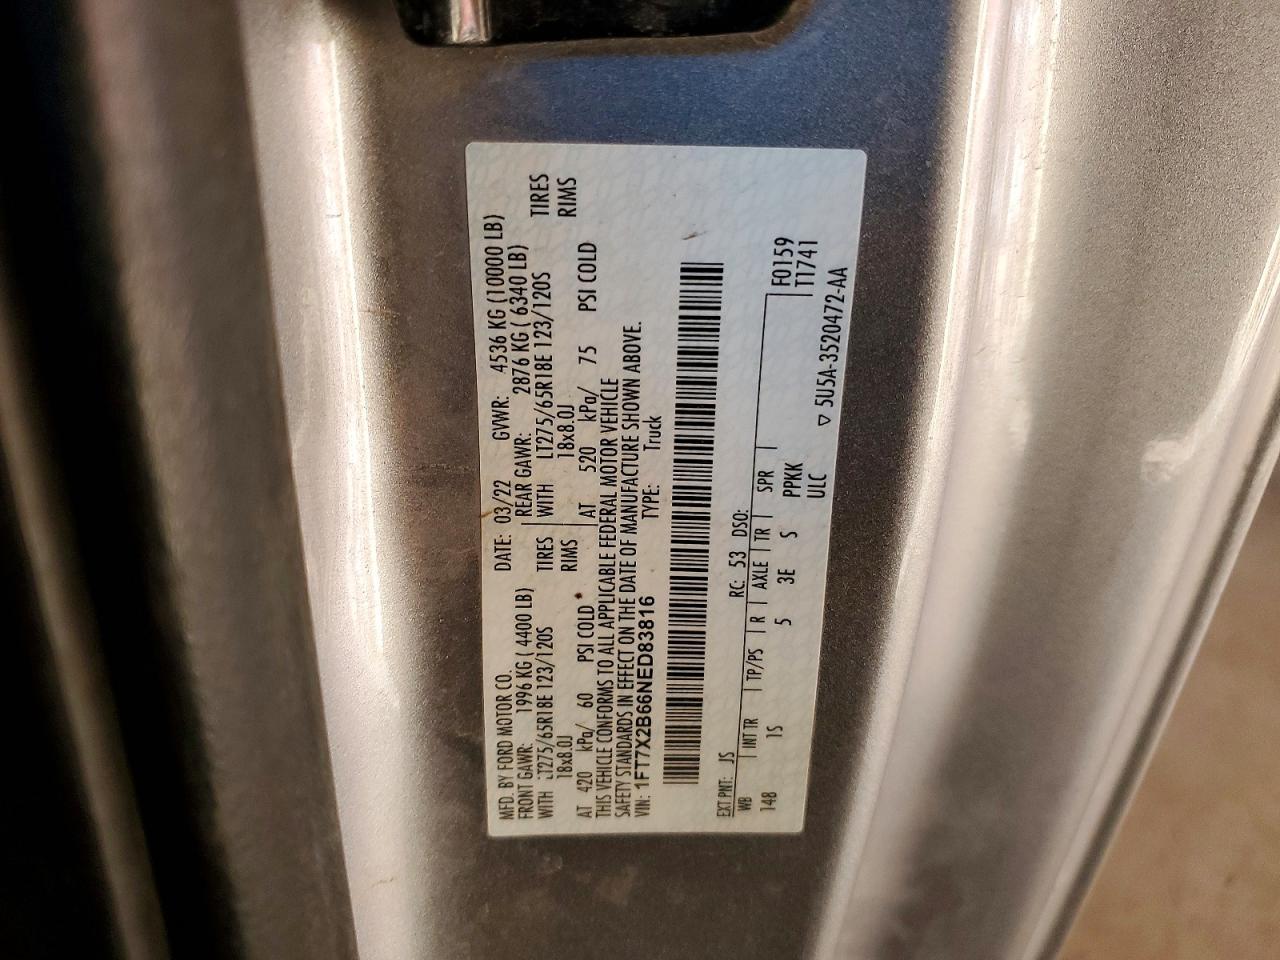 MFD. BY FORD MOTOR CO. DATE: 03/22 GVWR: 4536 KG (10000 LB)
FRONT GAWR: 1996 KG ( 4400 LB) REAR GAWR: 2876 KG ( 6340 LB)
WITH LT275/65R18E 123/120S TIRES WITH LT275/65R18E 123/120S TIRES
18x8.0J RIMS 18x8.0J RIMS
AT 420 kPa/ 60 PSI COLD AT 520 kPa/ 75 PSI COLD
THIS VEHICLE CONFORMS TO ALL APPLICABLE FEDERAL MOTOR VEHICLE
SAFETY STANDARDS IN EFFECT ON THE DATE OF MANUFACTURE SHOWN ABOVE.
VIN: 1FT7X2B66NED83816 TYPE: Truck
EXT PNT: JS RC: 53 DSO: F0159
WB INT TR TP/PS R AXLE TR SPR T1741
148 1S 5 3E S PPKK
ULC
▽ 5U5A-3520472-AA